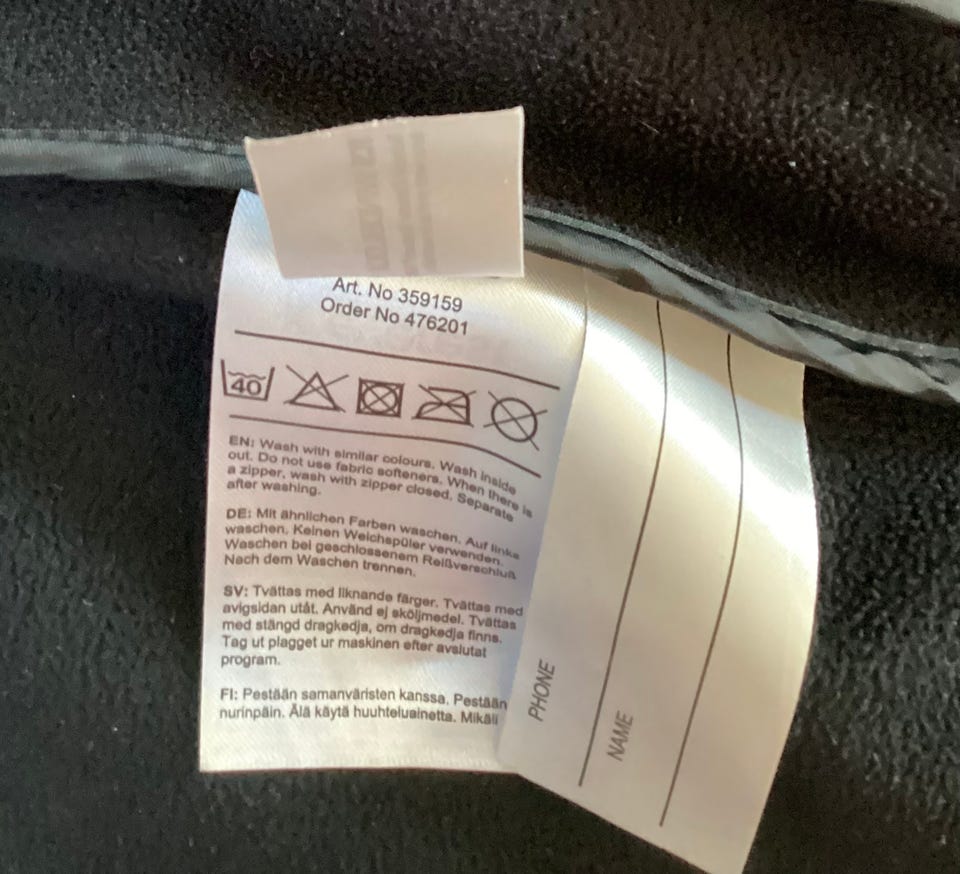 Art. No 359159
Order No 476201
40
EN: Wash with similar colours. Wash inside
out. Do not use fabric softeners. When there is
a zipper, wash with zipper closed. Separate
after washing.
DE: Mit ähnlichen Farben waschen. Auf links
waschen. Keinen Weichspüler verwenden.
Waschen bei geschlossenem Reißverschluß
Nach dem Waschen trennen.
SV: Tvättas med liknande färger. Tvättas med
avigsidan utåt. Använd ej sköljmedel. Tvättas
med stängd dragkedja, om dragkedja finns.
Tag ut plagget ur maskinen efter avslutat
program.
FI: Pestään samanväristen kanssa. Pestään
nurinpäin. Älä käytä huuhteluainetta. Mikäli
PHONE
NAME